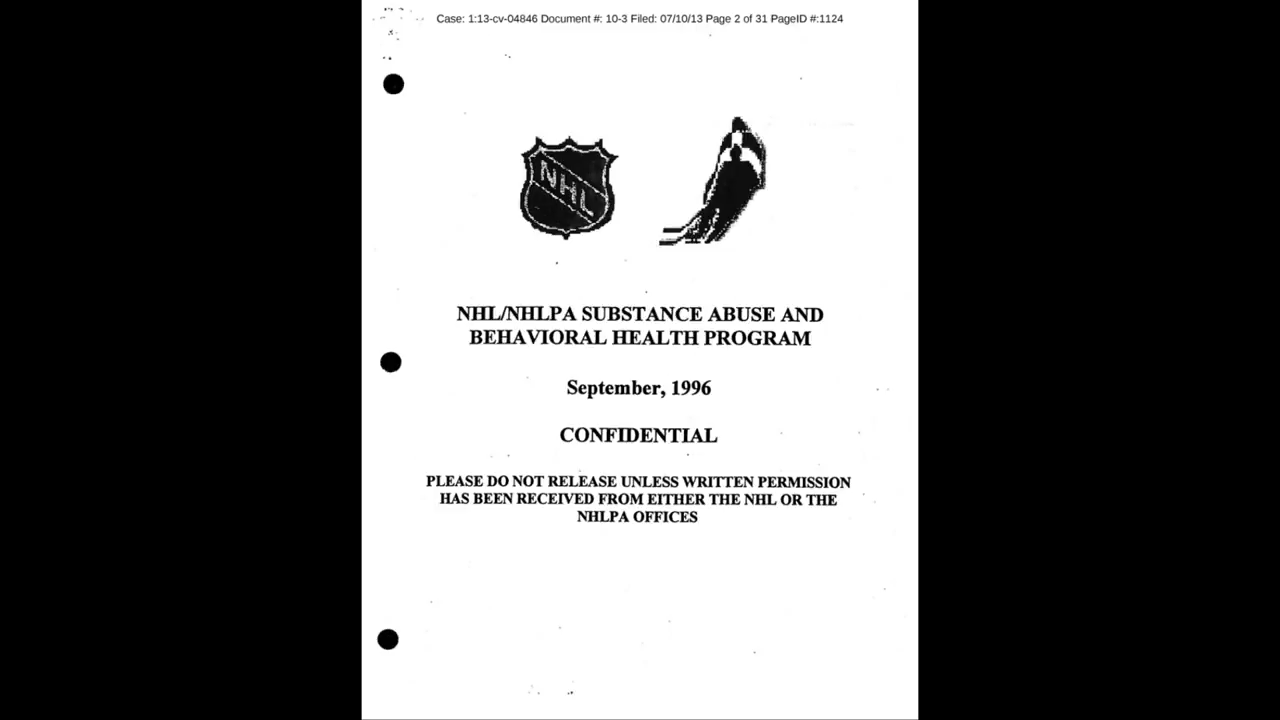 Case: 1:13-cv-04846 Document #: 10-3 Filed: 07/10/13 Page 2 of 31 PageID #:1124
NHL
NHL/NHLPA SUBSTANCE ABUSE AND
BEHAVIORAL HEALTH PROGRAM
September, 1996
CONFIDENTIAL
PLEASE DO NOT RELEASE UNLESS WRITTEN PERMISSION
HAS BEEN RECEIVED FROM EITHER THE NHL OR THE
NHLPA OFFICES